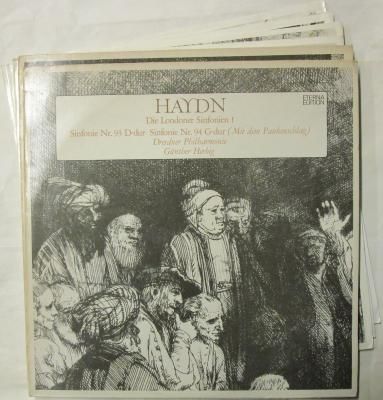 HAYDN
Die Londoner Sinfonien 1
Sinfonie Nr. 93 D-dur · Sinfonie Nr. 94 G-dur (Mit dem Paukenschlag)
Dresdner Philharmonie
Günther Herbig
ETERNA
EDITION